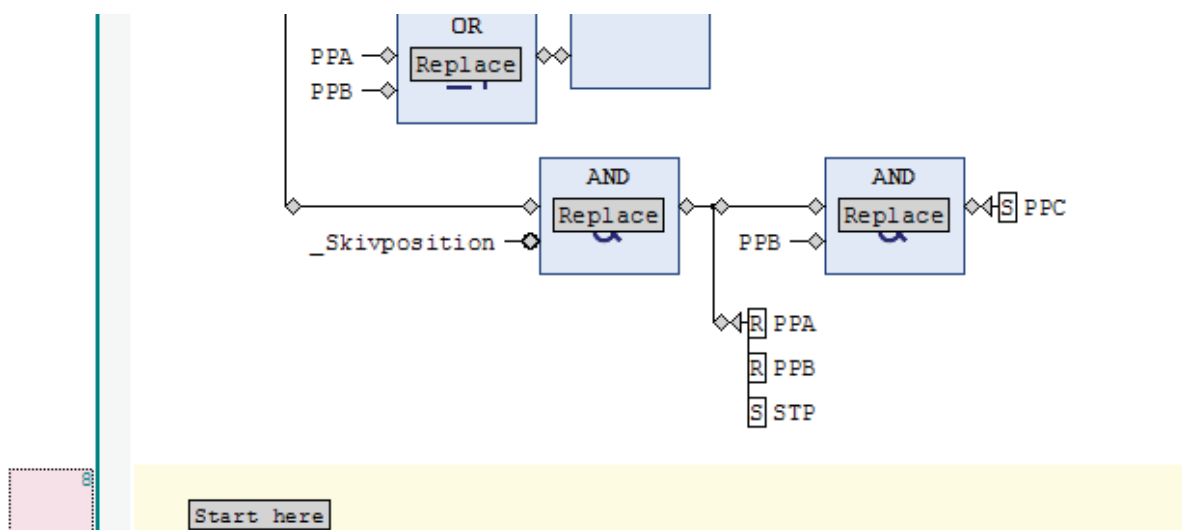 OR
PPA
Replace
PPB
AND
AND
Replace
Replace
S PPC
_Skivposition
PPB
&
&
R PPA
R PPB
S STP
8
Start here